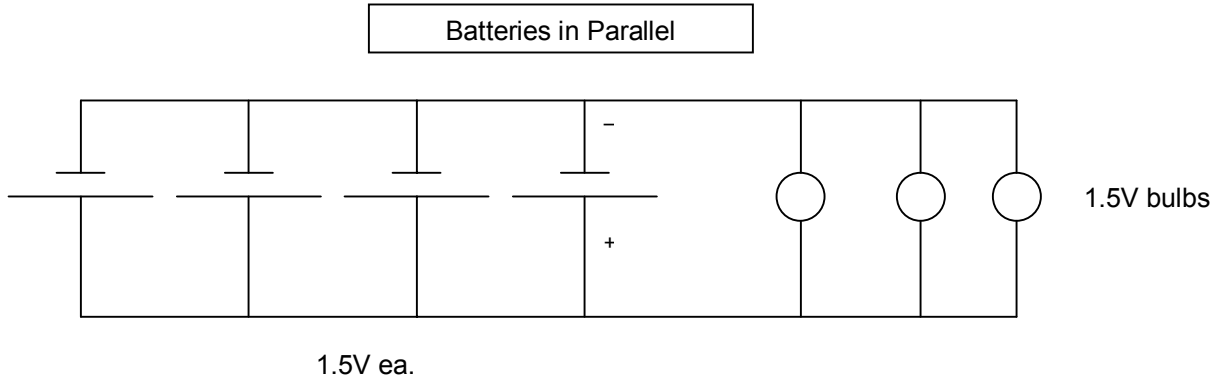 Batteries in Parallel
–
1.5V bulbs
+
1.5V ea.